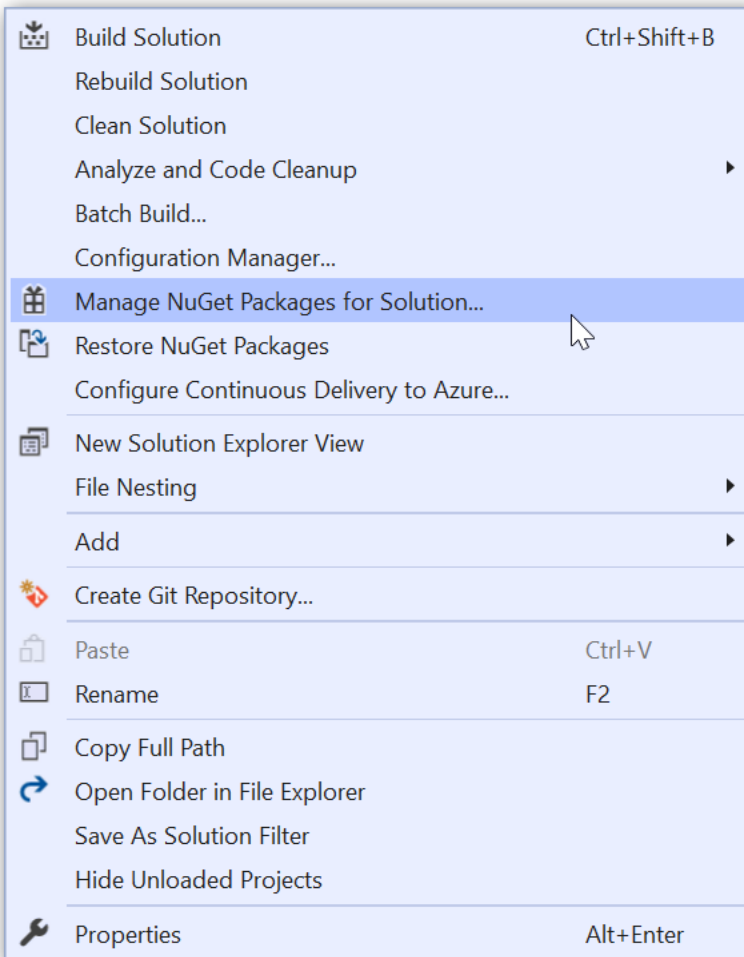 Build Solution Ctrl+Shift+B
Rebuild Solution
Clean Solution
Analyze and Code Cleanup
Batch Build...
Configuration Manager...
Manage NuGet Packages for Solution...
Restore NuGet Packages
Configure Continuous Delivery to Azure...
New Solution Explorer View
File Nesting
Add
Create Git Repository...
Paste Ctrl+V
Rename F2
Copy Full Path
Open Folder in File Explorer
Save As Solution Filter
Hide Unloaded Projects
Properties Alt+Enter